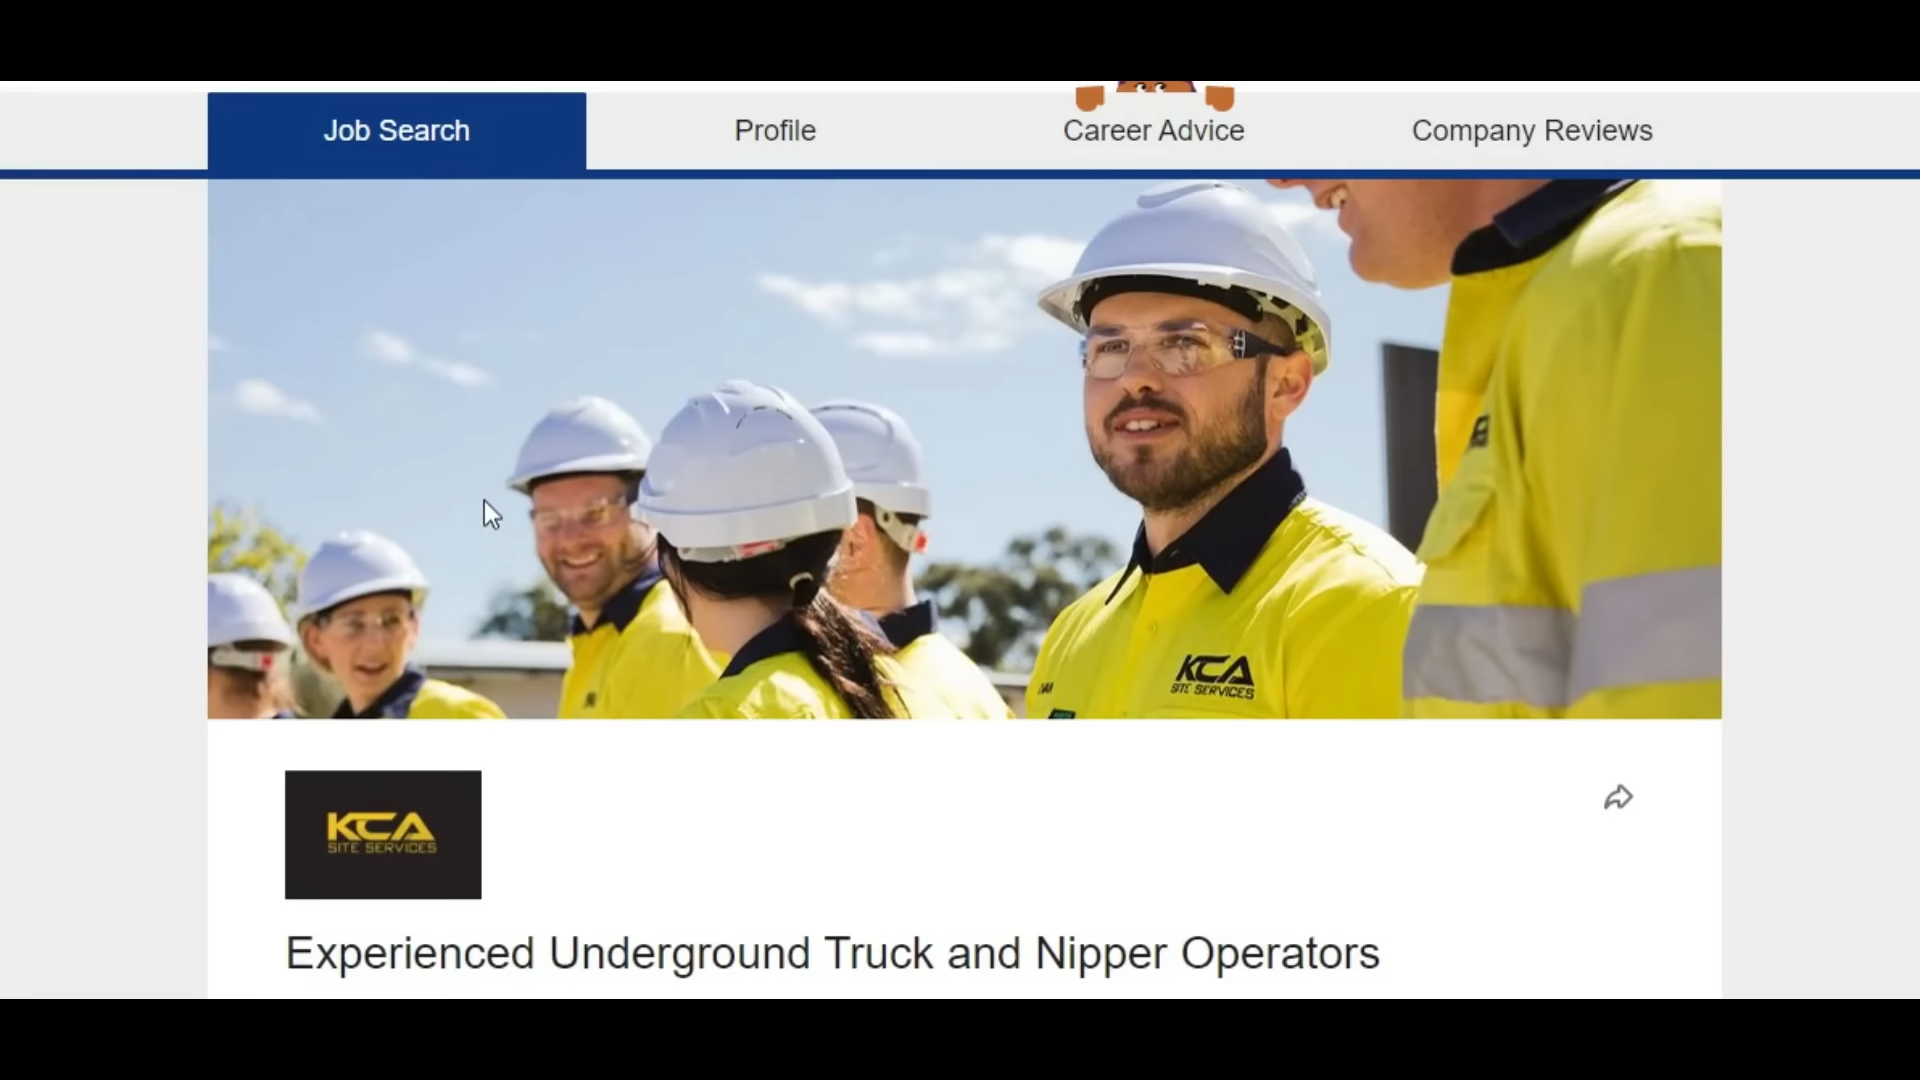 Job Search
Profile
Career Advice
Company Reviews
KCA
SITE SERVICES
KCA
SITE SERVICES
Experienced Underground Truck and Nipper Operators